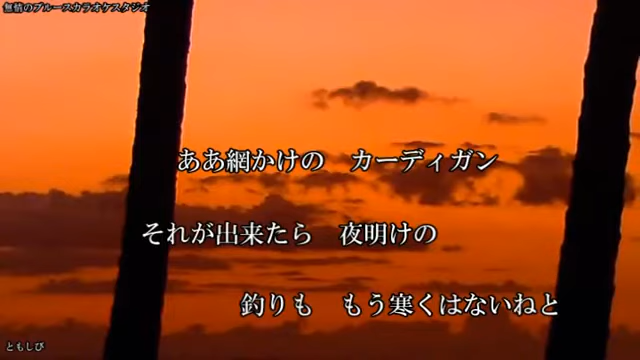 無情のブルースカラオケスタジオ
ああ網かけの　カーディガン
それが出来たら　夜明けの
釣りも　もう寒くはないねと
ともしび